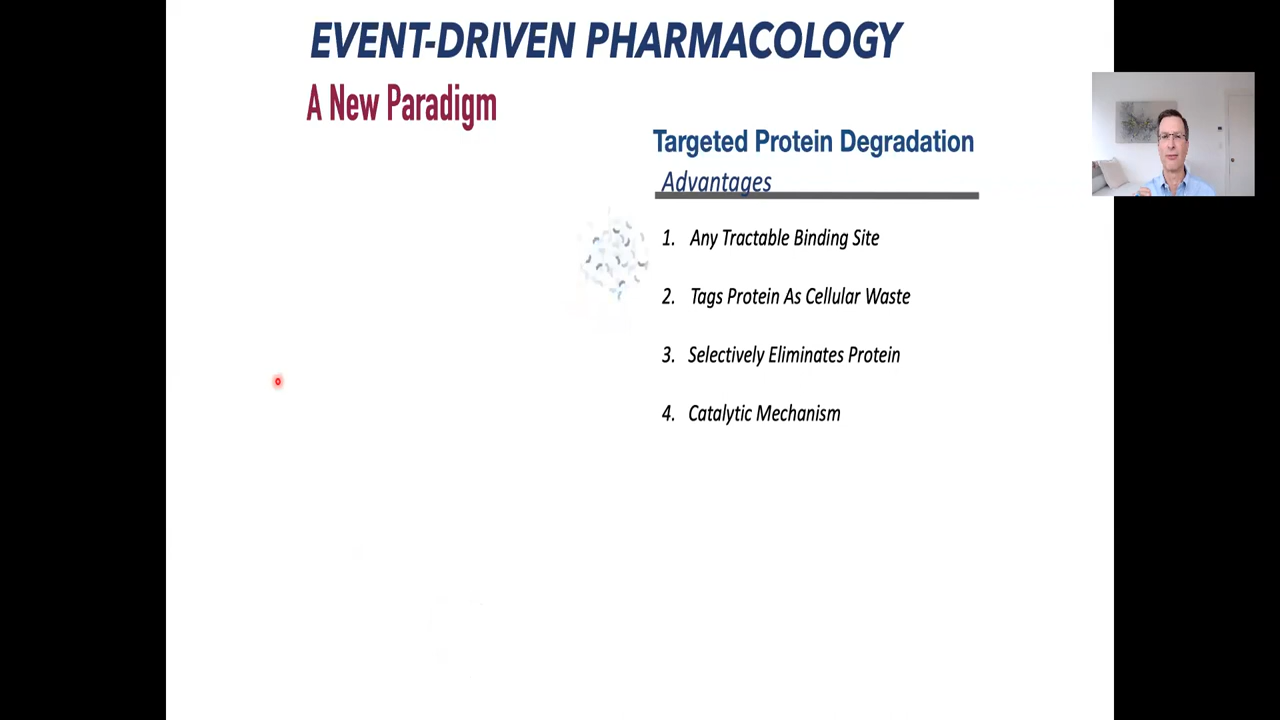 EVENT-DRIVEN PHARMACOLOGY
A New Paradigm
Targeted Protein Degradation
Advantages
1. Any Tractable Binding Site
2. Tags Protein As Cellular Waste
3. Selectively Eliminates Protein
4. Catalytic Mechanism